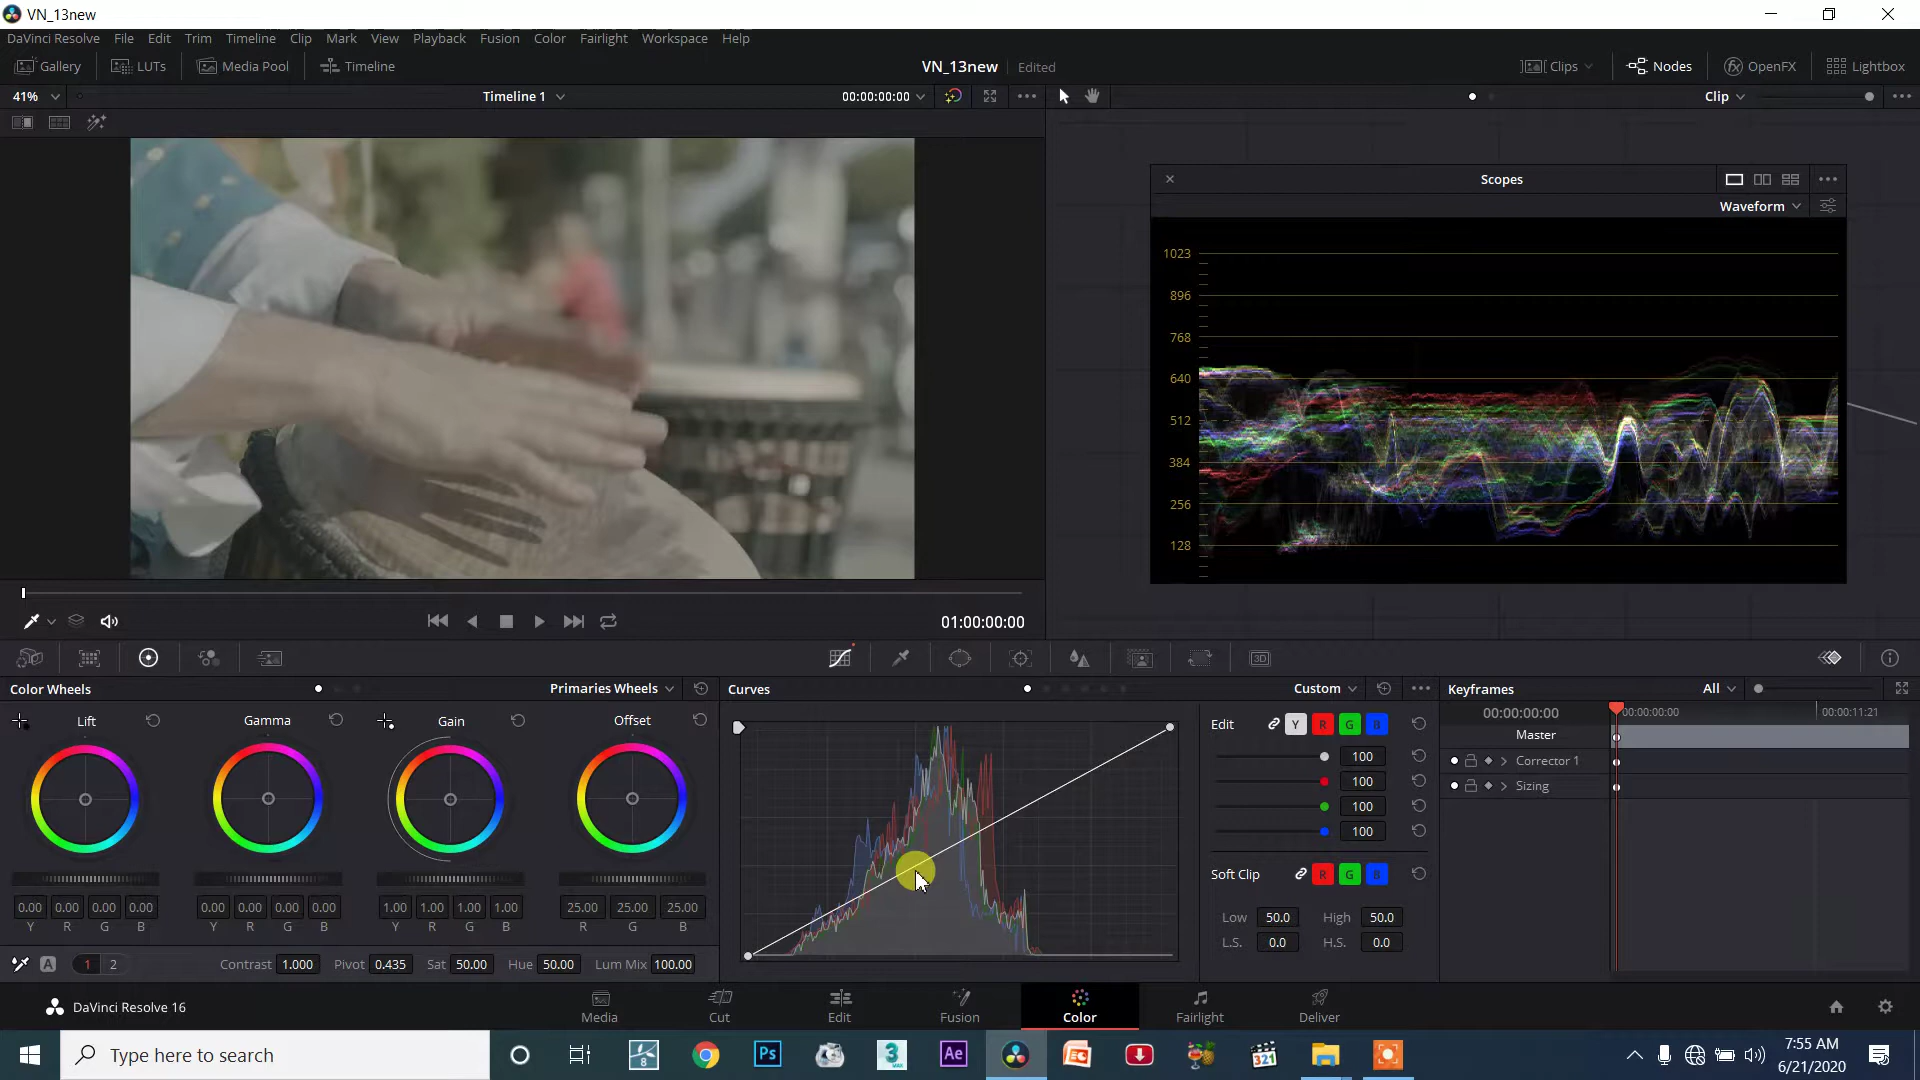 VN_13new
DaVinci Resolve File Edit Trim Timeline Clip Mark View Playback Fusion Color Fairlight Workspace Help
Gallery LUTs Media Pool Timeline VN_13new Edited Clips Nodes fx OpenFX Lightbox
41% Timeline 1 00:00:00:00 Clip
Scopes
Waveform
1023
896
768
640
512
384
256
128
01:00:00:00
3D
Color Wheels Primaries Wheels Curves Custom Keyframes All
Lift Gamma Gain Offset Edit Y R G B 00:00:00:00 00:00:00:00 00:00:11:21
Master
100 Corrector 1
100 Sizing
100
100
Soft Clip R G B
0.00 0.00 0.00 0.00 0.00 0.00 0.00 0.00 1.00 1.00 1.00 1.00 25.00 25.00 25.00 Low 50.0 High 50.0
Y R G B Y R G B Y R G B R G B L.S. 0.0 H.S. 0.0
A 1 2 Contrast 1.000 Pivot 0.435 Sat 50.00 Hue 50.00 Lum Mix 100.00
DaVinci Resolve 16 Media Cut Edit Fusion Color Fairlight Deliver
Type here to search 8 Ps 3 MAX Ae 321 7:55 AM
6/21/2020